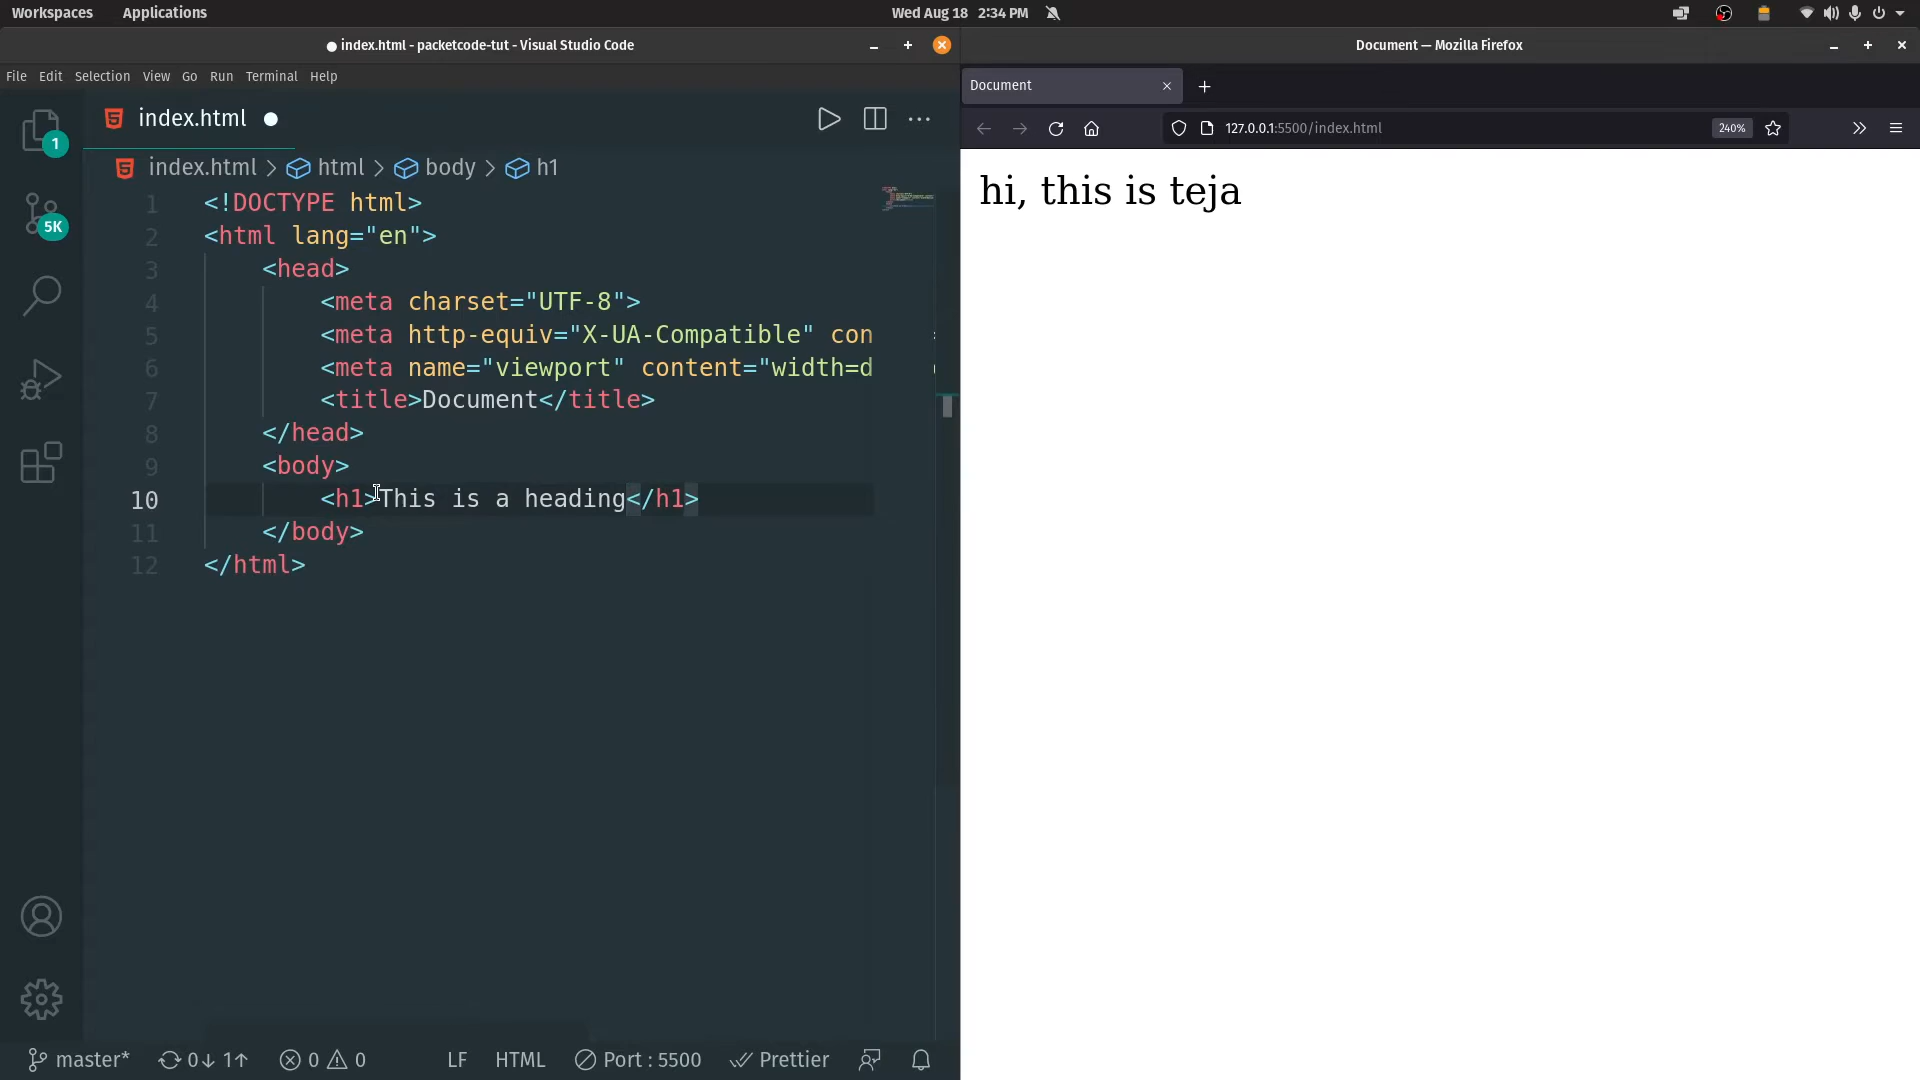 Workspaces Applications Wed Aug 18 2:34 PM
index.html - packetcode-tut - Visual Studio Code
Document — Mozilla Firefox
File Edit Selection View Go Run Terminal Help
Document
index.html
1
127.0.0.1:5500/index.html
240%
index.html > html > body > h1
5K
hi, this is teja
1 <!DOCTYPE html>
2 <html lang="en">
3 <head>
4 <meta charset="UTF-8">
5 <meta http-equiv="X-UA-Compatible" con
6 <meta name="viewport" content="width=d
7 <title>Document</title>
8 </head>
9 <body>
10 <h1>This is a heading</h1>
11 </body>
12 </html>
master* 0↓ 1↑ 0 0 LF HTML Port : 5500 Prettier